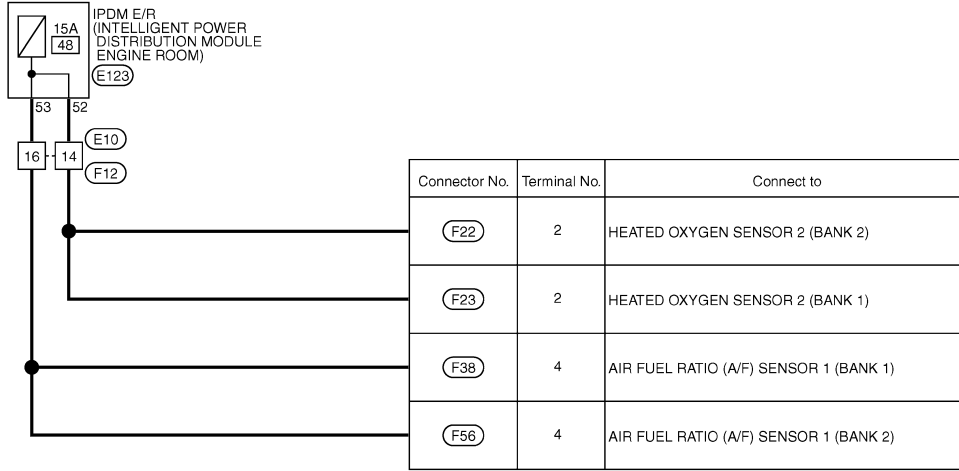 IPDM E/R
(INTELLIGENT POWER
DISTRIBUTION MODULE
ENGINE ROOM)
15A
48
E123
53 52
E10
16 14
F12
Connector No. Terminal No. Connect to
F22 2 HEATED OXYGEN SENSOR 2 (BANK 2)
F23 2 HEATED OXYGEN SENSOR 2 (BANK 1)
F38 4 AIR FUEL RATIO (A/F) SENSOR 1 (BANK 1)
F56 4 AIR FUEL RATIO (A/F) SENSOR 1 (BANK 2)